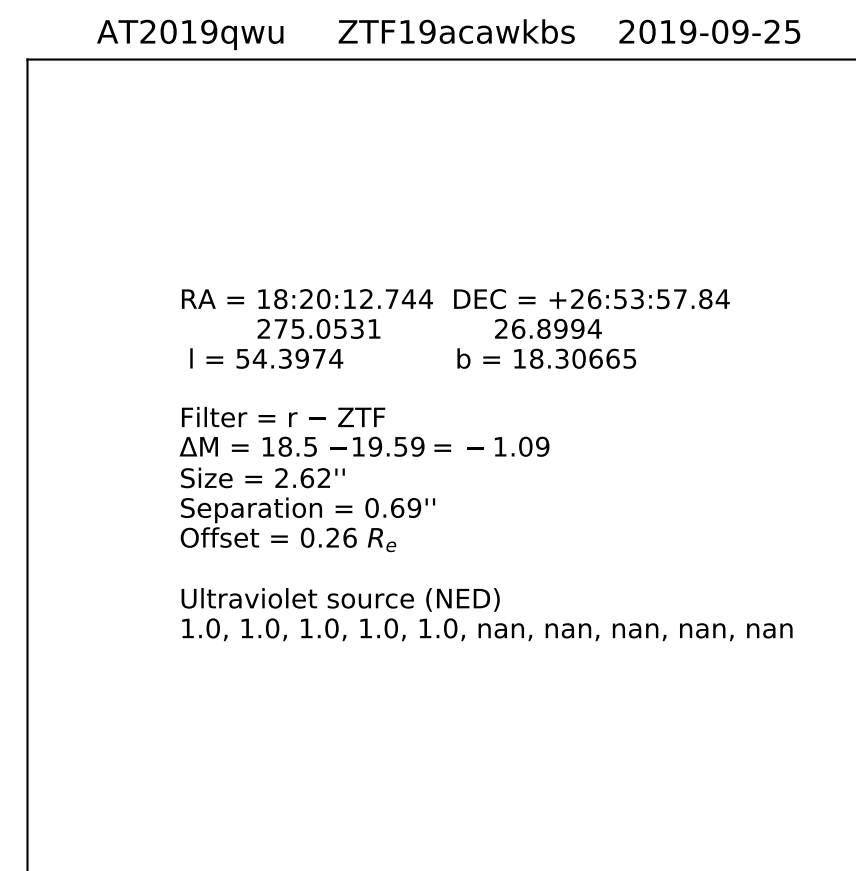 AT2019qwu ZTF19acawkbs 2019-09-25
RA = 18:20:12.744 DEC = +26:53:57.84
275.0531 26.8994
l = 54.3974 b = 18.30665
Filter = r − ZTF
ΔM = 18.5 −19.59 = − 1.09
Size = 2.62''
Separation = 0.69''
Offset = 0.26 Rₑ
Ultraviolet source (NED)
1.0, 1.0, 1.0, 1.0, 1.0, nan, nan, nan, nan, nan